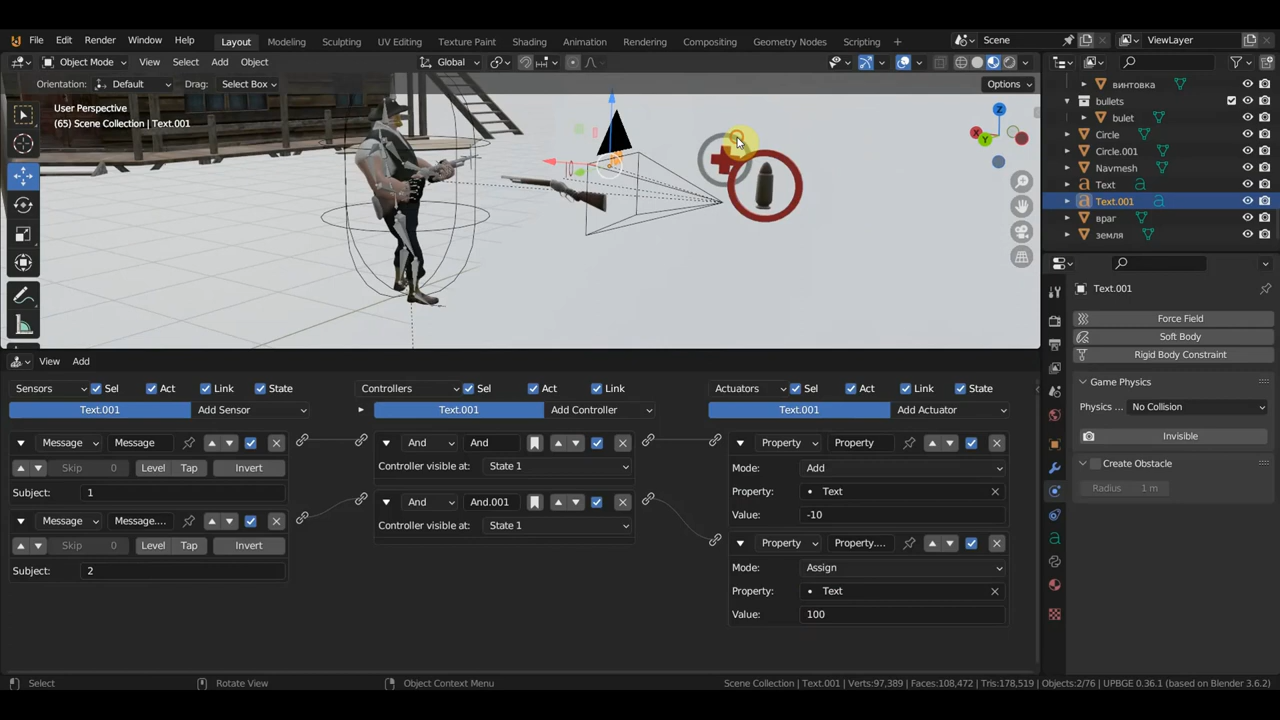 File Edit Render Window Help Layout Modeling Sculpting UV Editing Texture Paint Shading Animation Rendering Compositing Geometry Nodes Scripting + Scene ViewLayer
Object Mode View Select Add Object Global
Orientation: Default Drag: Select Box Options
User Perspective
(65) Scene Collection | Text.001
Z
X
Y
винтовка
bullets
bulet
Circle
Circle.001
Navmesh
Text
Text.001
враг
земля
Text.001
Force Field
Soft Body
Rigid Body Constraint
Game Physics
Physics ... No Collision
Invisible
Create Obstacle
Radius 1 m
View Add
Sensors Sel Act Link State Controllers Sel Act Link Actuators Sel Act Link State
Text.001 Add Sensor Text.001 Add Controller Text.001 Add Actuator
Message Message And And Property Property
Skip 0 Level Tap Invert Controller visible at: State 1 Mode: Add
Subject: 1 Property: Text
And And.001 Value: -10
Message Message.... Controller visible at: State 1 Property Property....
Skip 0 Level Tap Invert Mode: Assign
Subject: 2 Property: Text
Value: 100
Select Rotate View Object Context Menu Scene Collection | Text.001 | Verts:97,389 | Faces:108,472 | Tris:178,519 | Objects:2/76 | UPBGE 0.36.1 (based on Blender 3.6.2)